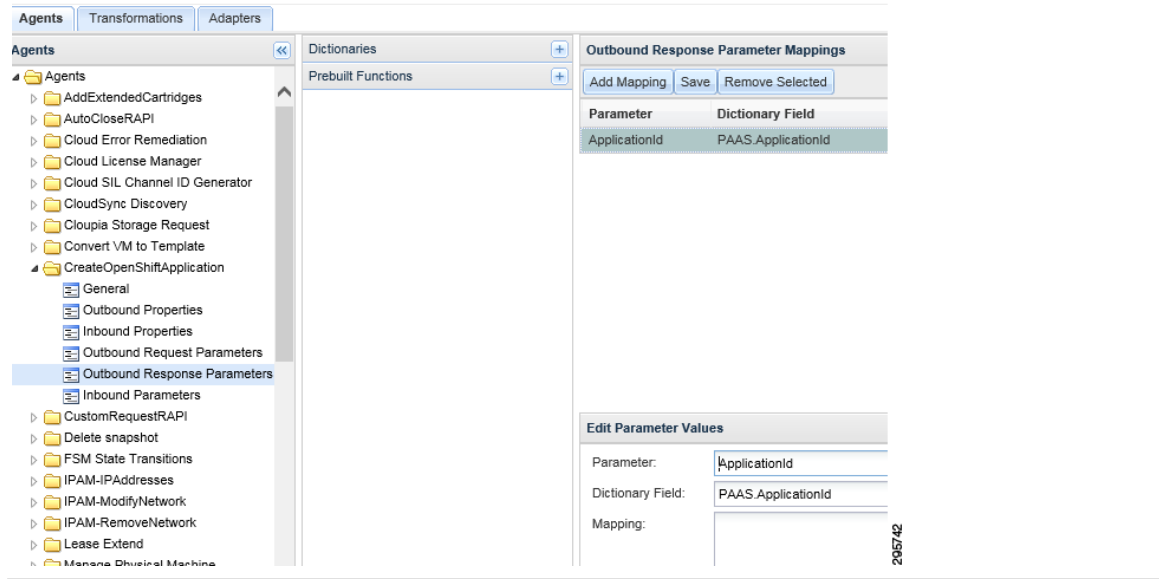 Agents Transformations Adapters
Agents
Agents
AddExtendedCartridges
AutoCloseRAPI
Cloud Error Remediation
Cloud License Manager
Cloud SIL Channel ID Generator
CloudSync Discovery
Cloupia Storage Request
Convert VM to Template
CreateOpenShiftApplication
General
Outbound Properties
Inbound Properties
Outbound Request Parameters
Outbound Response Parameters
Inbound Parameters
CustomRequestRAPI
Delete snapshot
FSM State Transitions
IPAM-IPAddresses
IPAM-ModifyNetwork
IPAM-RemoveNetwork
Lease Extend
Manage Physical Machine
Dictionaries
Prebuilt Functions
Outbound Response Parameter Mappings
Add Mapping Save Remove Selected
Parameter Dictionary Field
ApplicationId PAAS.ApplicationId
Edit Parameter Values
Parameter: ApplicationId
Dictionary Field: PAAS.ApplicationId
Mapping:
295742